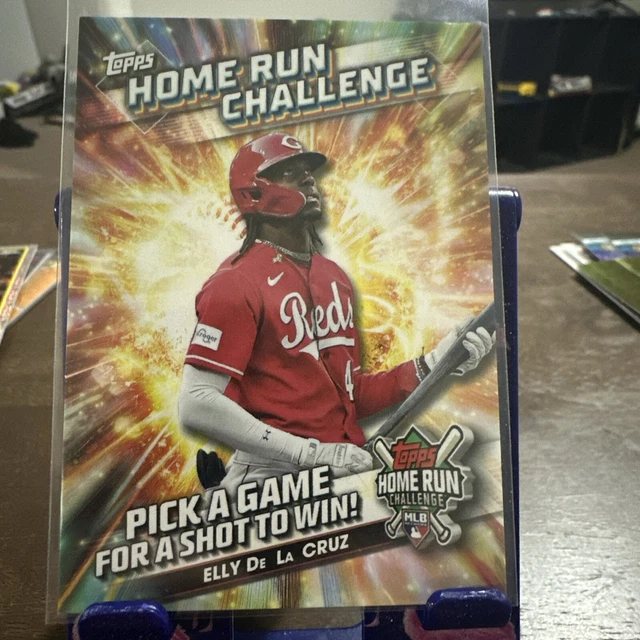 Topps
HOME RUN
CHALLENGE
C
Reds
4
Kroger
PICK A GAME
FOR A SHOT TO WIN!
ELLY DE LA CRUZ
Topps
HOME RUN
CHALLENGE
MLB